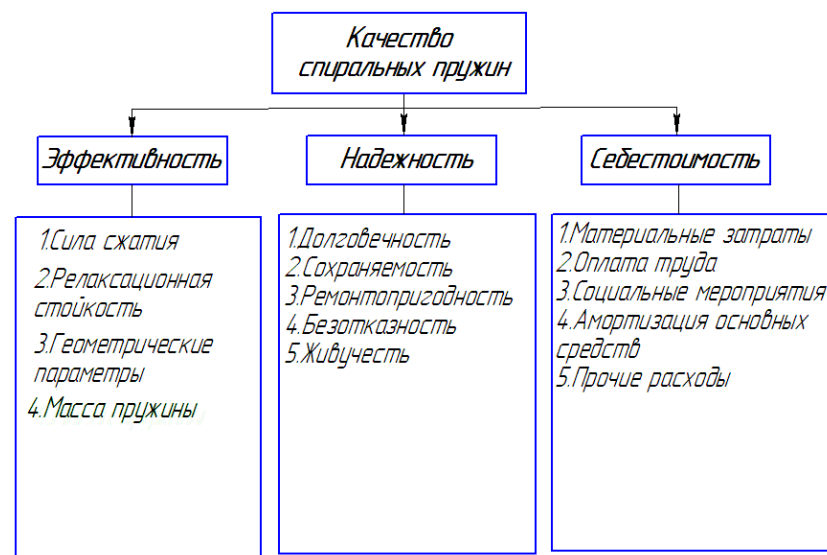 Качество
спиральных пружин
Эффективность
Надежность
Себестоимость
1.Сила сжатия
2.Релаксационная
стойкость
3.Геометрические
параметры
4.Масса пружины
1.Долговечность
2.Сохраняемость
3.Ремонтопригодность
4.Безотказность
5.Живучесть
1.Материальные затраты
2.Оплата труда
3.Социальные мероприятия
4.Амортизация основных
средств
5.Прочие расходы